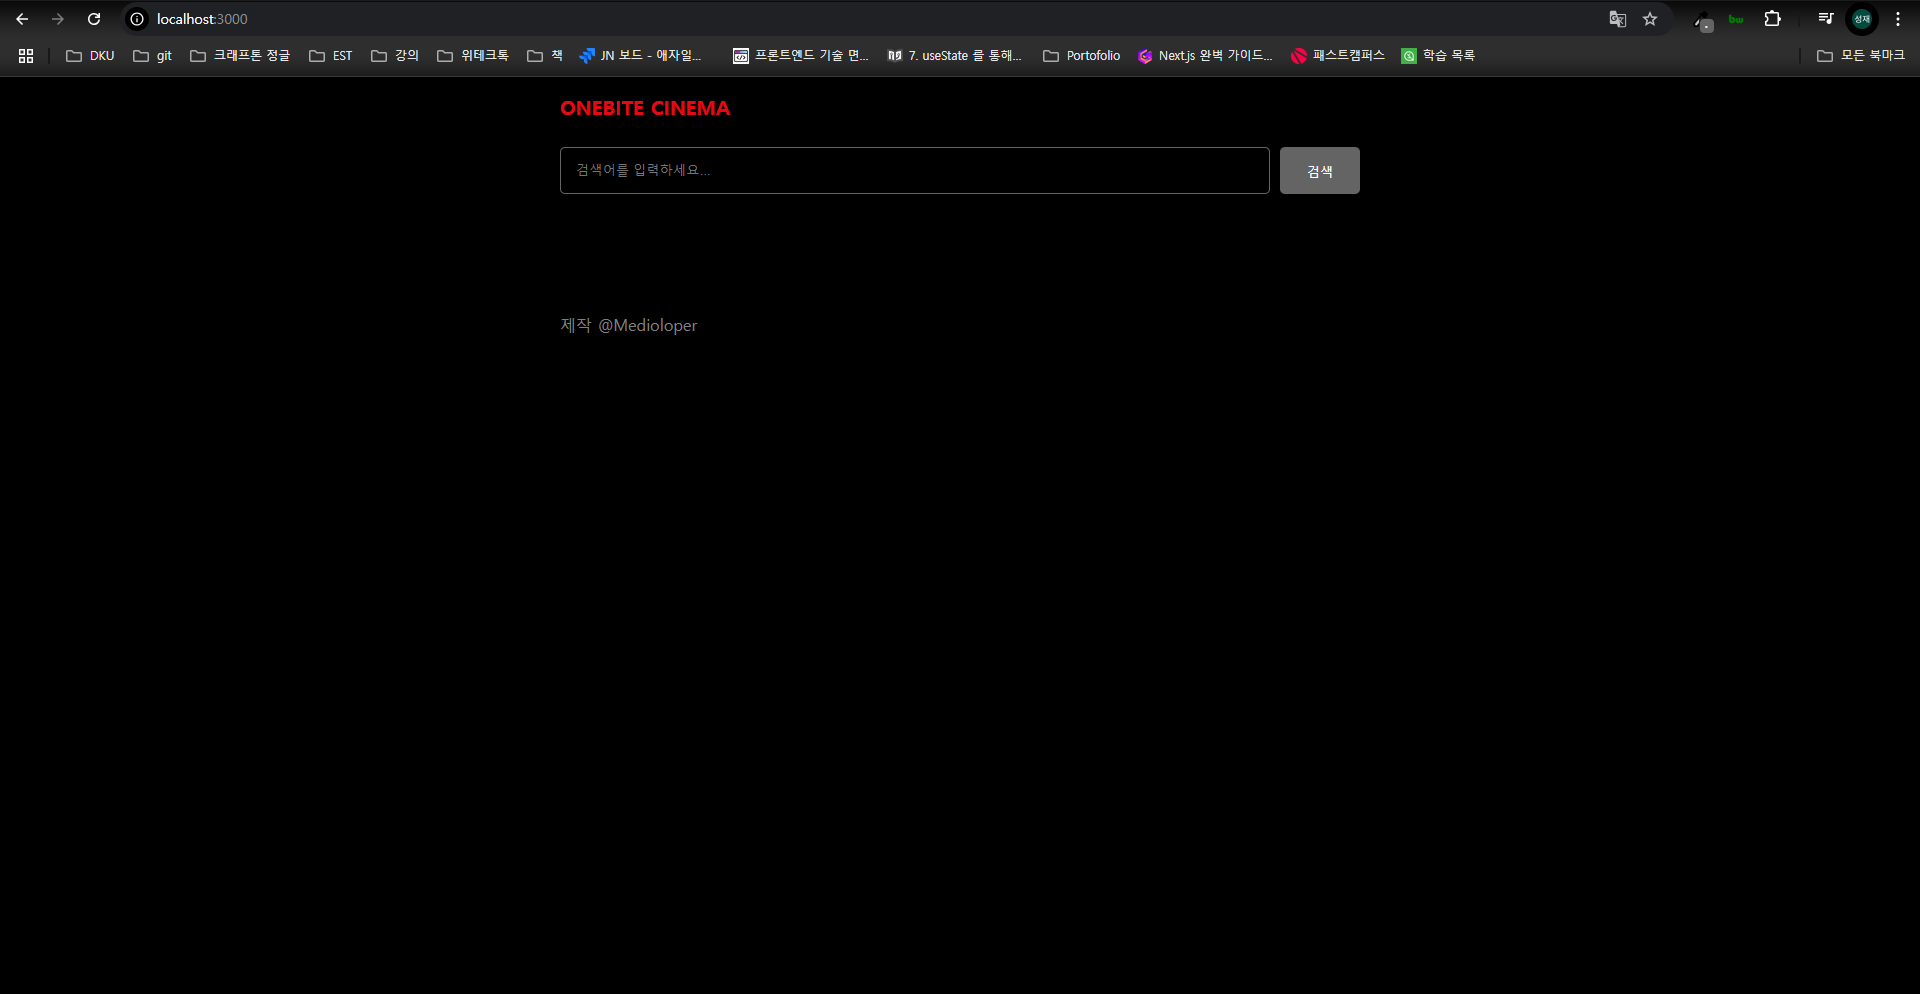 localhost:3000
DKU git 크래프톤 정글 EST 강의 위테크톡 책 JN 보드 - 애자일... 프론트엔드 기술 면... 7. useState 를 통해... Portofolio Next.js 완벽 가이드... 패스트캠퍼스 학습 목록 모든 북마크
성재
bw
ONEBITE CINEMA
검색어를 입력하세요... 검색
제작 @Medioloper